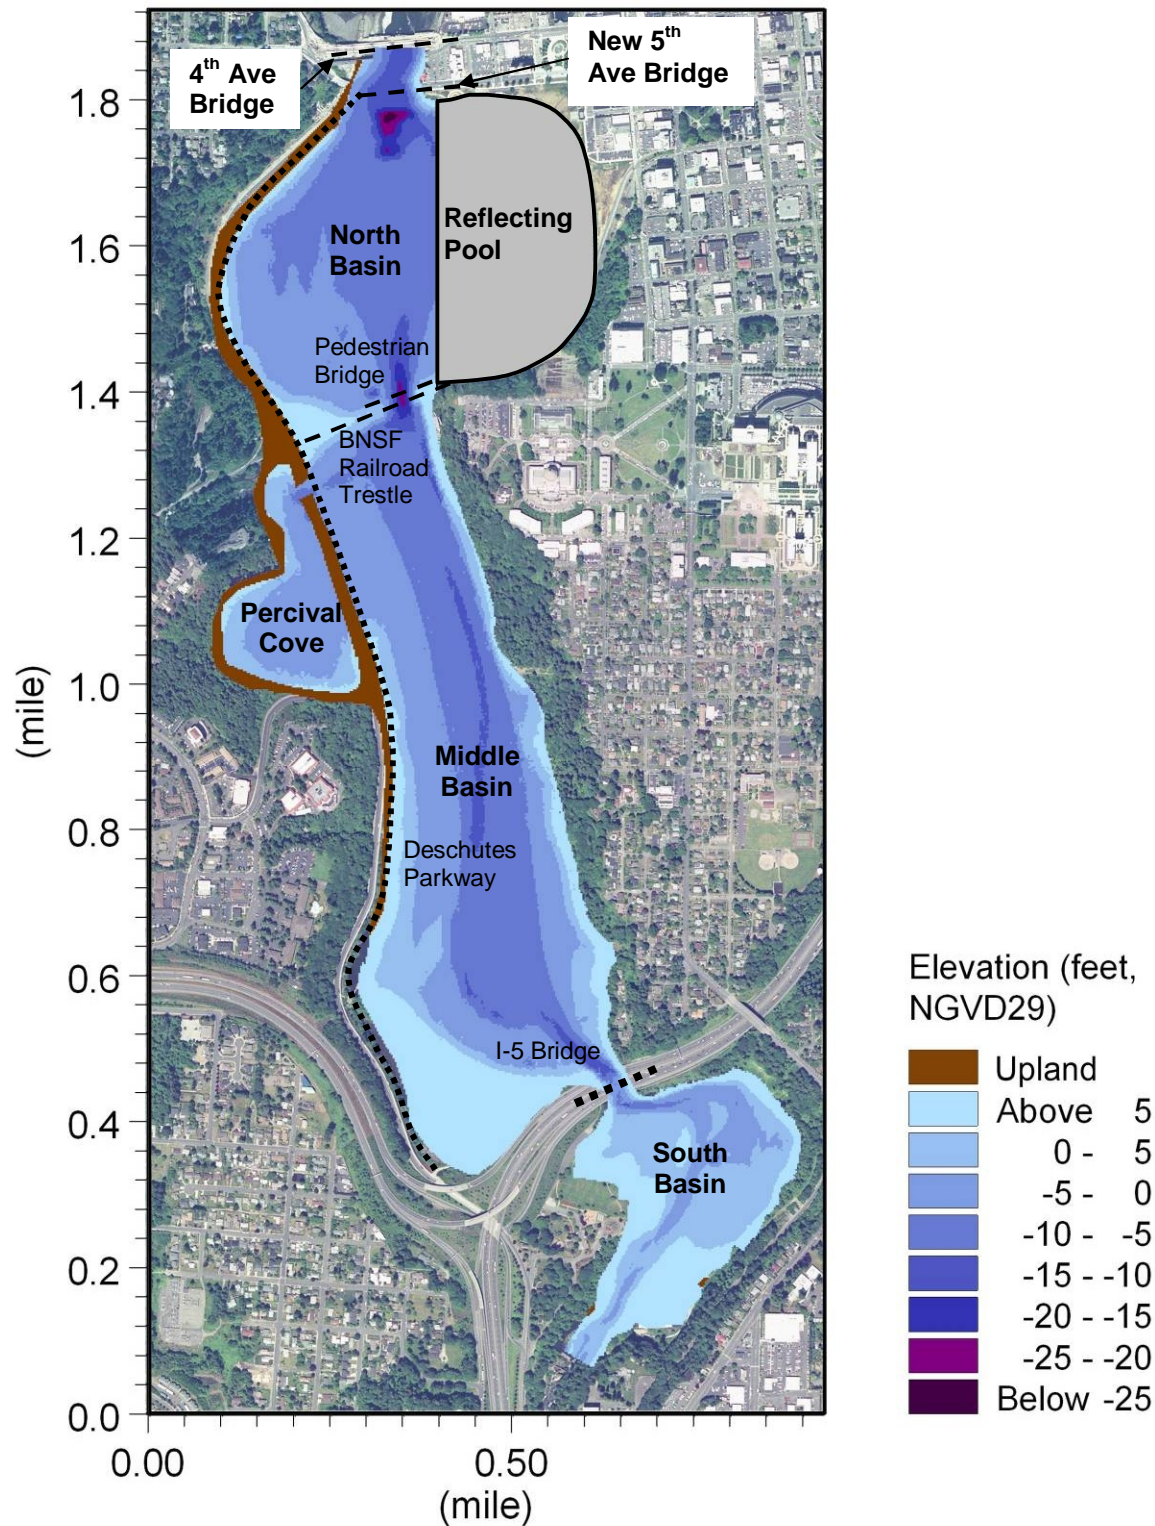 4th Ave
Bridge
New 5th
Ave Bridge
1.8
Reflecting
Pool
North
Basin
1.6
Pedestrian
Bridge
1.4
BNSF
Railroad
Trestle
1.2
Percival
Cove
1.0
(mile)
Middle
Basin
0.8
Deschutes
Parkway
0.6
I-5 Bridge
0.4
South
Basin
0.2
0.0
0.00
0.50
(mile)
Elevation (feet,
NGVD29)
Upland
Above 5
0 - 5
-5 - 0
-10 - -5
-15 - -10
-20 - -15
-25 - -20
Below -25